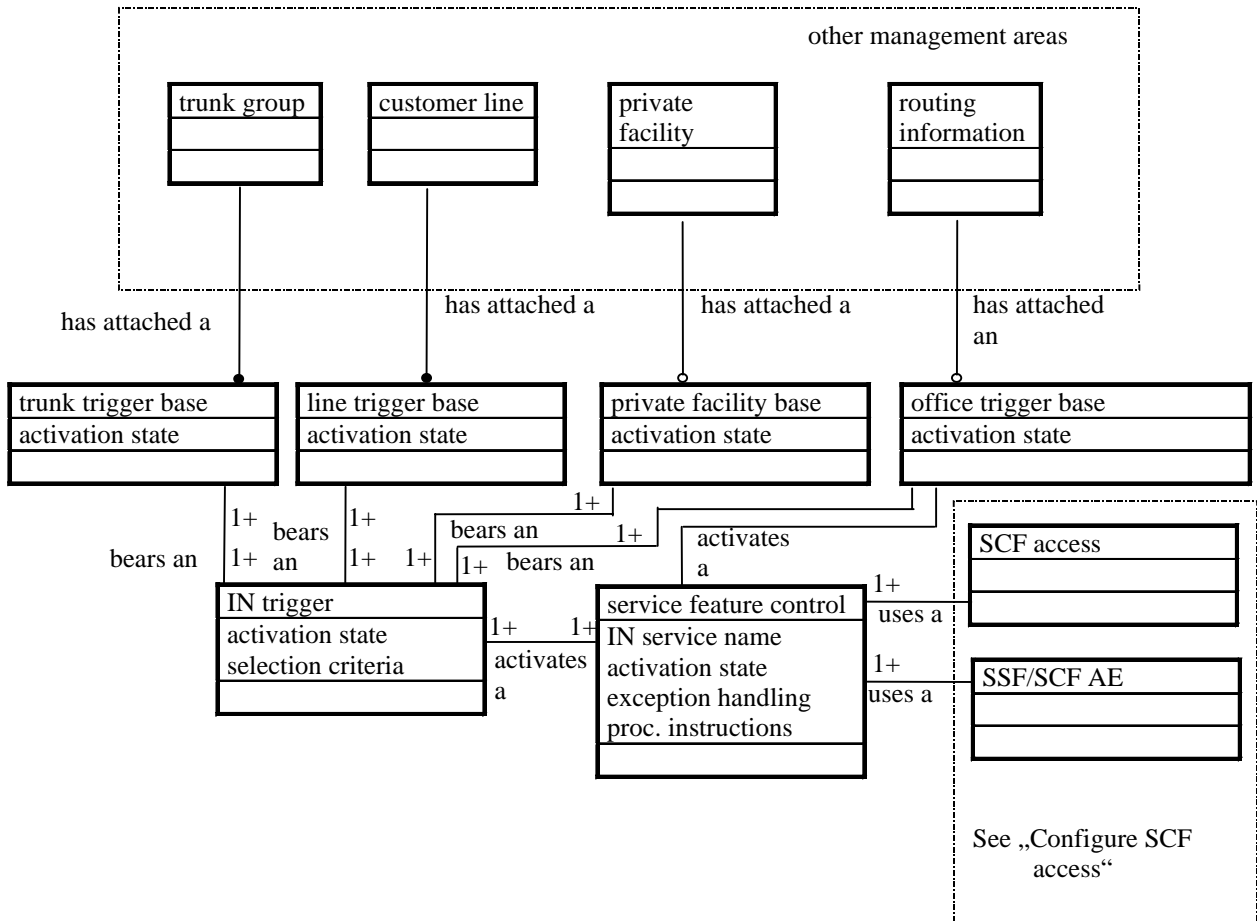 other management areas
trunk group
customer line
private
facility
routing
information
has attached a
has attached a
has attached a
has attached
an
trunk trigger base
activation state
line trigger base
activation state
private facility base
activation state
office trigger base
activation state
1+
1+
bears an
1+
1+
bears
an
1+
1+
bears an
1+
1+
bears an
activates
a
SCF access
IN trigger
activation state
selection criteria
1+
1+
activates
a
service feature control
IN service name
activation state
exception handling
proc. instructions
1+
uses a
1+
uses a
SSF/SCF AE
See „Configure SCF
access“